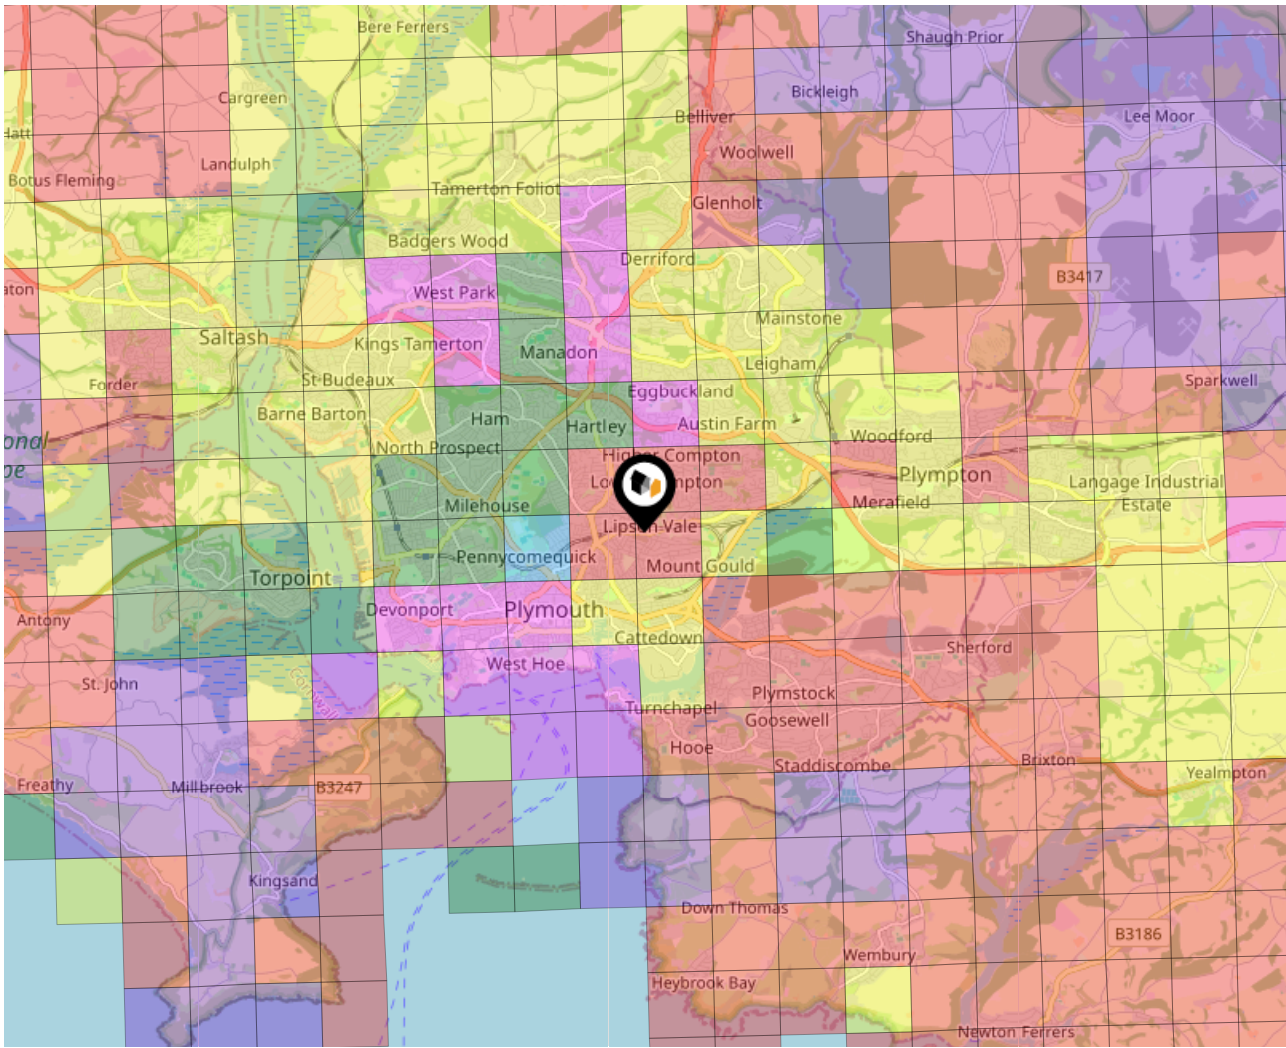 Bere Ferrers
Shaugh Prior
Cargreen
Bickleigh
Belliver
Lee Moor
Hatt
Woolwell
Landulph
Botus Fleming
Tamerton Foliot
Glenholt
Badgers Wood
Derriford
B3417
West Park
Mainstone
Saltash
Kings Tamerton
Manadon
Leigham
Forder
St Budeaux
Sparkwell
Eggbuckland
Barne Barton
Ham
Hartley
Austin Farm
Woodford
North Prospect
Higher Compton
Plympton
Langage Industrial
Estate
Milehouse
Merafield
Lipson Vale
Pennycomequick
Mount Gould
Torpoint
Devonport
Plymouth
Antony
Cattedown
Sherford
West Hoe
St. John
Cornwall
Plymstock
Turnchapel
Goosewell
Hooe
Staddiscombe
Brixton
Yealmpton
Freathy
Millbrook
B3247
Kingsand
Down Thomas
B3186
Wembury
Heybrook Bay
Newton Ferrers